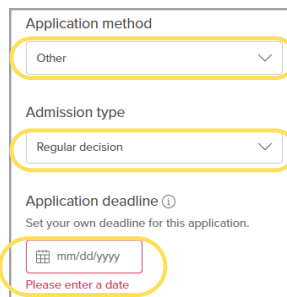 Application method
Other
Admission type
Regular decision
Application deadline
Set your own deadline for this application.
mm/dd/yyyy
Please enter a date